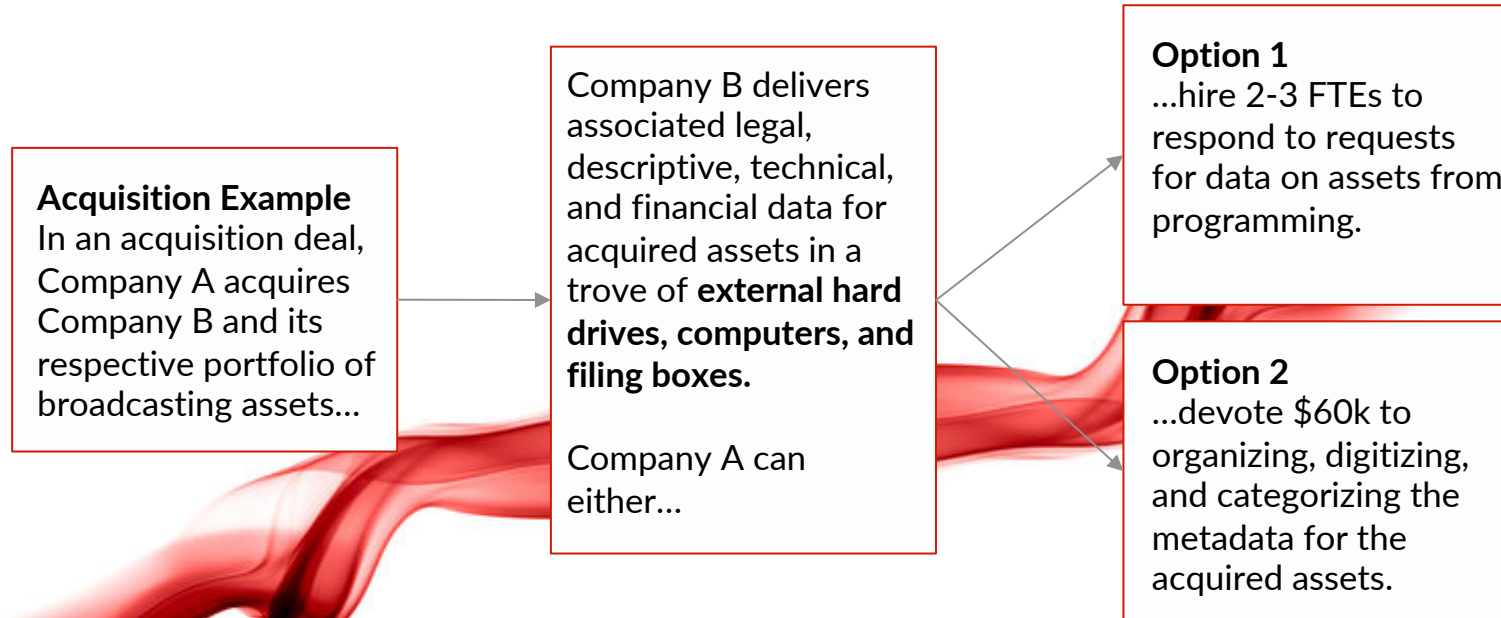 Acquisition Example
In an acquisition deal,
Company A acquires
Company B and its
respective portfolio of
broadcasting assets…
Company B delivers
associated legal,
descriptive, technical,
and financial data for
acquired assets in a
trove of external hard
drives, computers, and
filing boxes.
Company A can
either…
Option 1
…hire 2-3 FTEs to
respond to requests
for data on assets from
programming.
Option 2
…devote $60k to
organizing, digitizing,
and categorizing the
metadata for the
acquired assets.